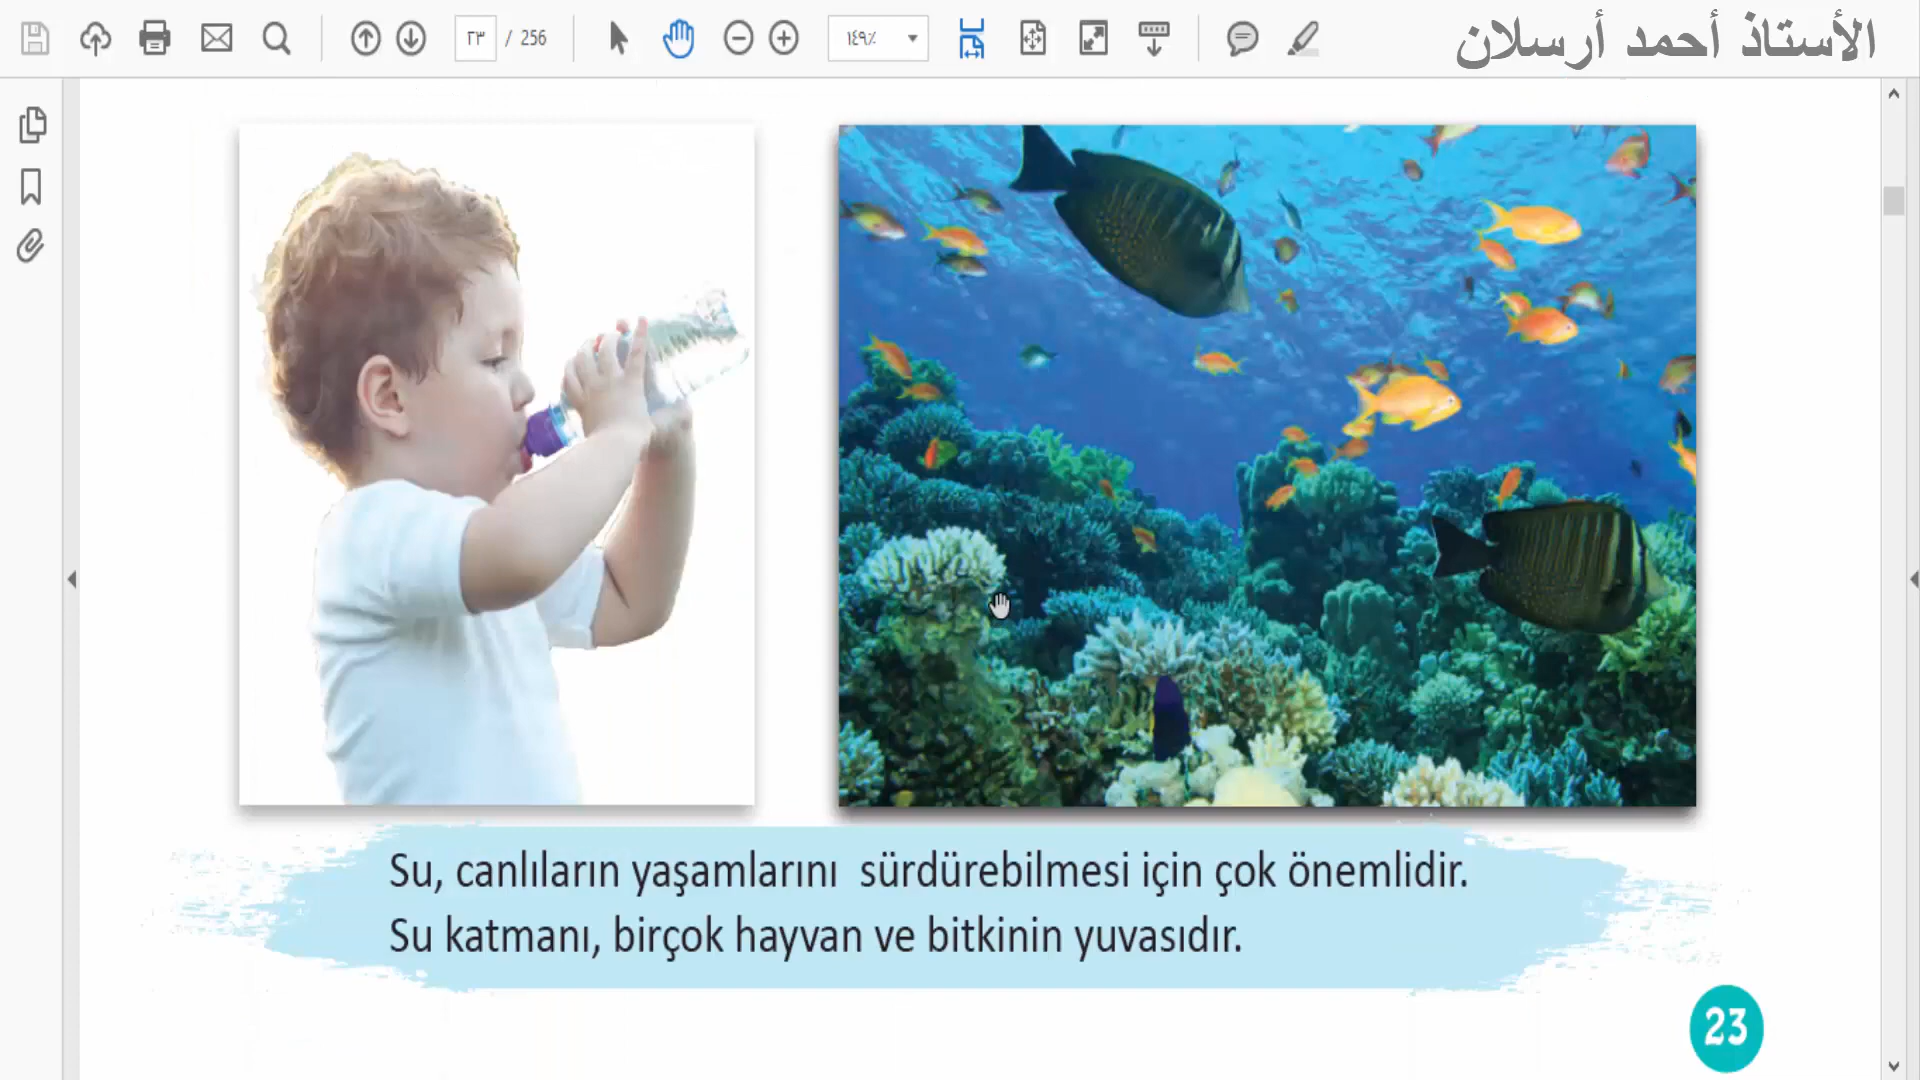 ٢٣ / 256
١٤٩٪
الأستاذ أحمد أرسلان
Su, canlıların yaşamlarını sürdürebilmesi için çok önemlidir.
Su katmanı, birçok hayvan ve bitkinin yuvasıdır.
23